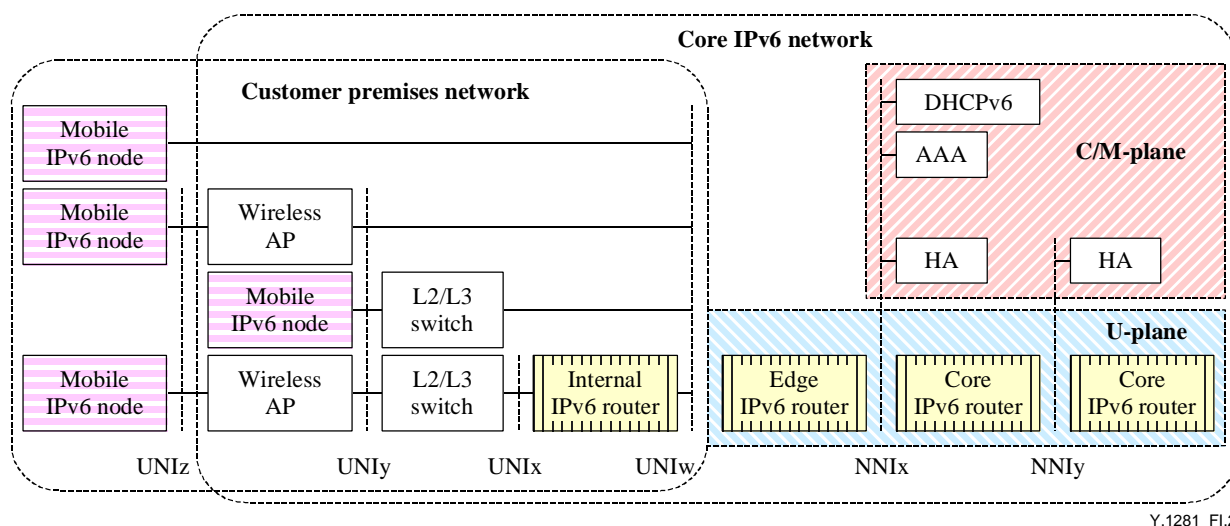 Core IPv6 network
Customer premises network
DHCPv6
Mobile
IPv6 node
AAA
C/M-plane
Mobile
IPv6 node
Wireless
AP
HA
HA
Mobile
IPv6 node
L2/L3
switch
U-plane
Mobile
IPv6 node
Wireless
AP
L2/L3
switch
Internal
IPv6 router
Edge
IPv6 router
Core
IPv6 router
Core
IPv6 router
UNIz
UNIy
UNIx
UNIw
NNIx
NNIy